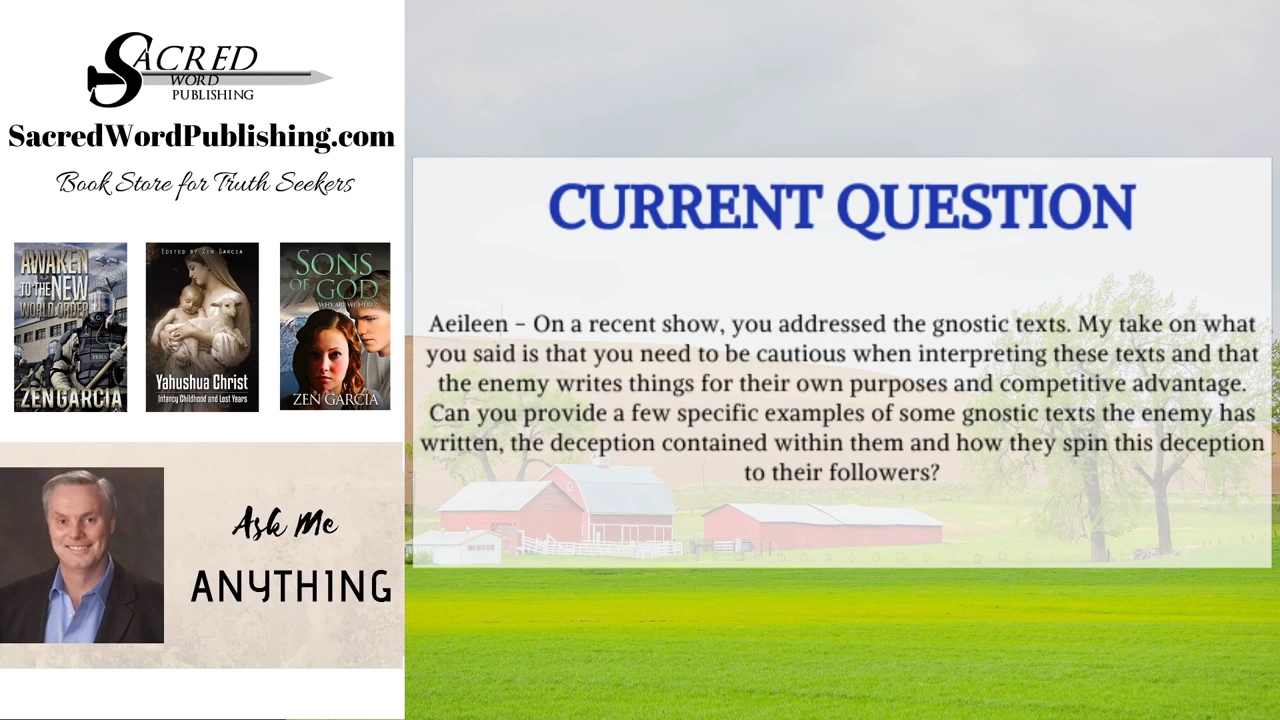 SACRED
WORD
PUBLISHING
SacredWordPublishing.com
Book Store for Truth Seekers
AWAKEN
TO THE NEW
WORLD ORDER
ZEN GARCIA
EDITED BY ZEN GARCIA
Yahushua Christ
Infancy Childhood and Lost Years
SONS
OF GOD
WHY ARE WE HERE?
ZEN GARCIA
Ask Me
ANYTHING
CURRENT QUESTION
Aeileen - On a recent show, you addressed the gnostic texts. My take on what
you said is that you need to be cautious when interpreting these texts and that
the enemy writes things for their own purposes and competitive advantage.
Can you provide a few specific examples of some gnostic texts the enemy has
written, the deception contained within them and how they spin this deception
to their followers?